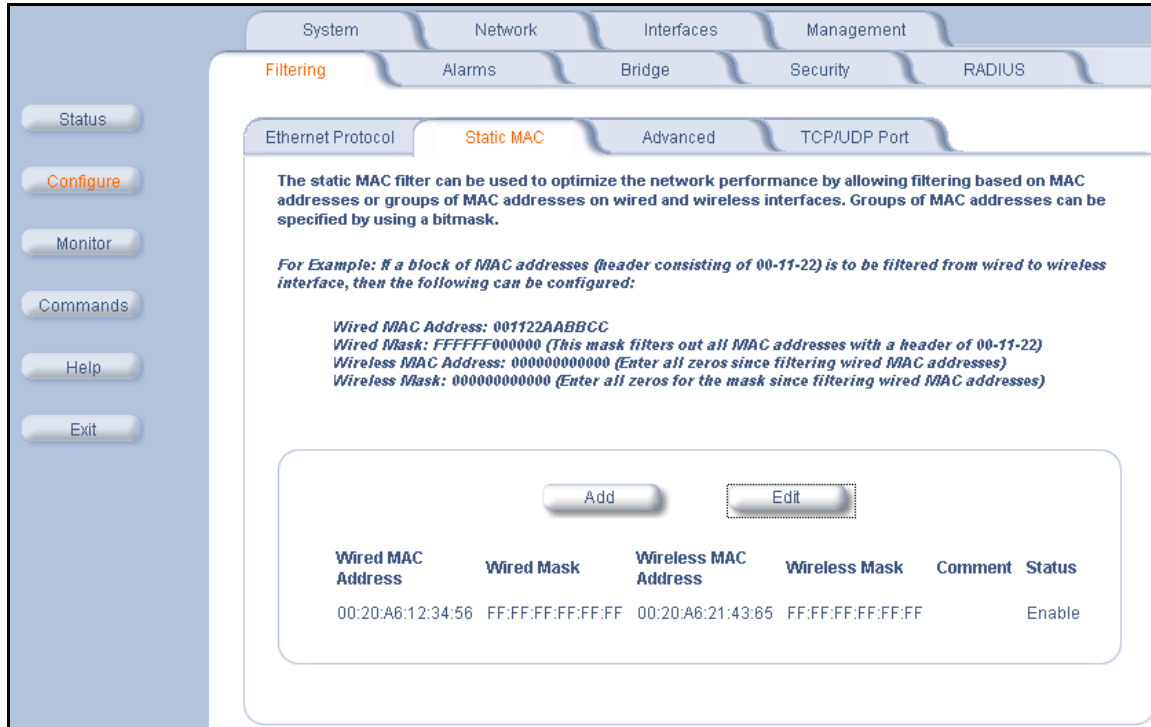 System Network Interfaces Management
Filtering Alarms Bridge Security RADIUS
Status
Configure
Monitor
Commands
Help
Exit
Ethernet Protocol Static MAC Advanced TCP/UDP Port
The static MAC filter can be used to optimize the network performance by allowing filtering based on MAC
addresses or groups of MAC addresses on wired and wireless interfaces. Groups of MAC addresses can be
specified by using a bitmask.
For Example: If a block of MAC addresses (header consisting of 00-11-22) is to be filtered from wired to wireless
interface, then the following can be configured:
Wired MAC Address: 001122AABBCC
Wired Mask: FFFFFF000000 (This mask filters out all MAC addresses with a header of 00-11-22)
Wireless MAC Address: 000000000000 (Enter all zeros since filtering wired MAC addresses)
Wireless Mask: 000000000000 (Enter all zeros for the mask since filtering wired MAC addresses)
Add Edit
Wired MAC Address Wired Mask Wireless MAC Address Wireless Mask Comment Status
00:20:A6:12:34:56 FF:FF:FF:FF:FF:FF 00:20:A6:21:43:65 FF:FF:FF:FF:FF:FF Enable